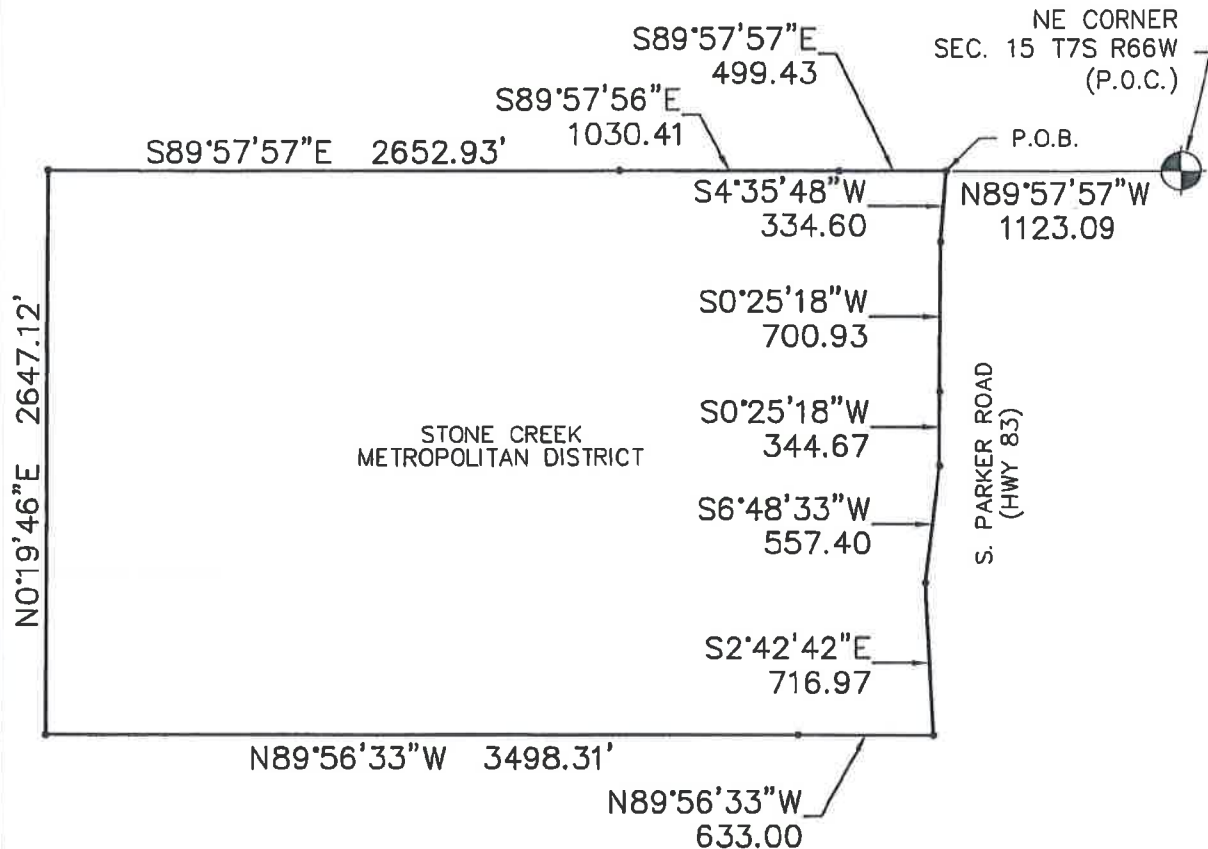 NE CORNER
SEC. 15 T7S R66W
(P.O.C.)
S89°57'57"E
499.43
S89°57'56"E
1030.41
S89°57'57"E 2652.93'
P.O.B.
N89°57'57"W
1123.09
S4°35'48"W
334.60
S0°25'18"W
700.93
S0°25'18"W
344.67
S6°48'33"W
557.40
S2°42'42"E
716.97
S. PARKER ROAD
(HWY 83)
STONE CREEK
METROPOLITAN DISTRICT
N0°19'46"E 2647.12'
N89°56'33"W 3498.31'
N89°56'33"W
633.00